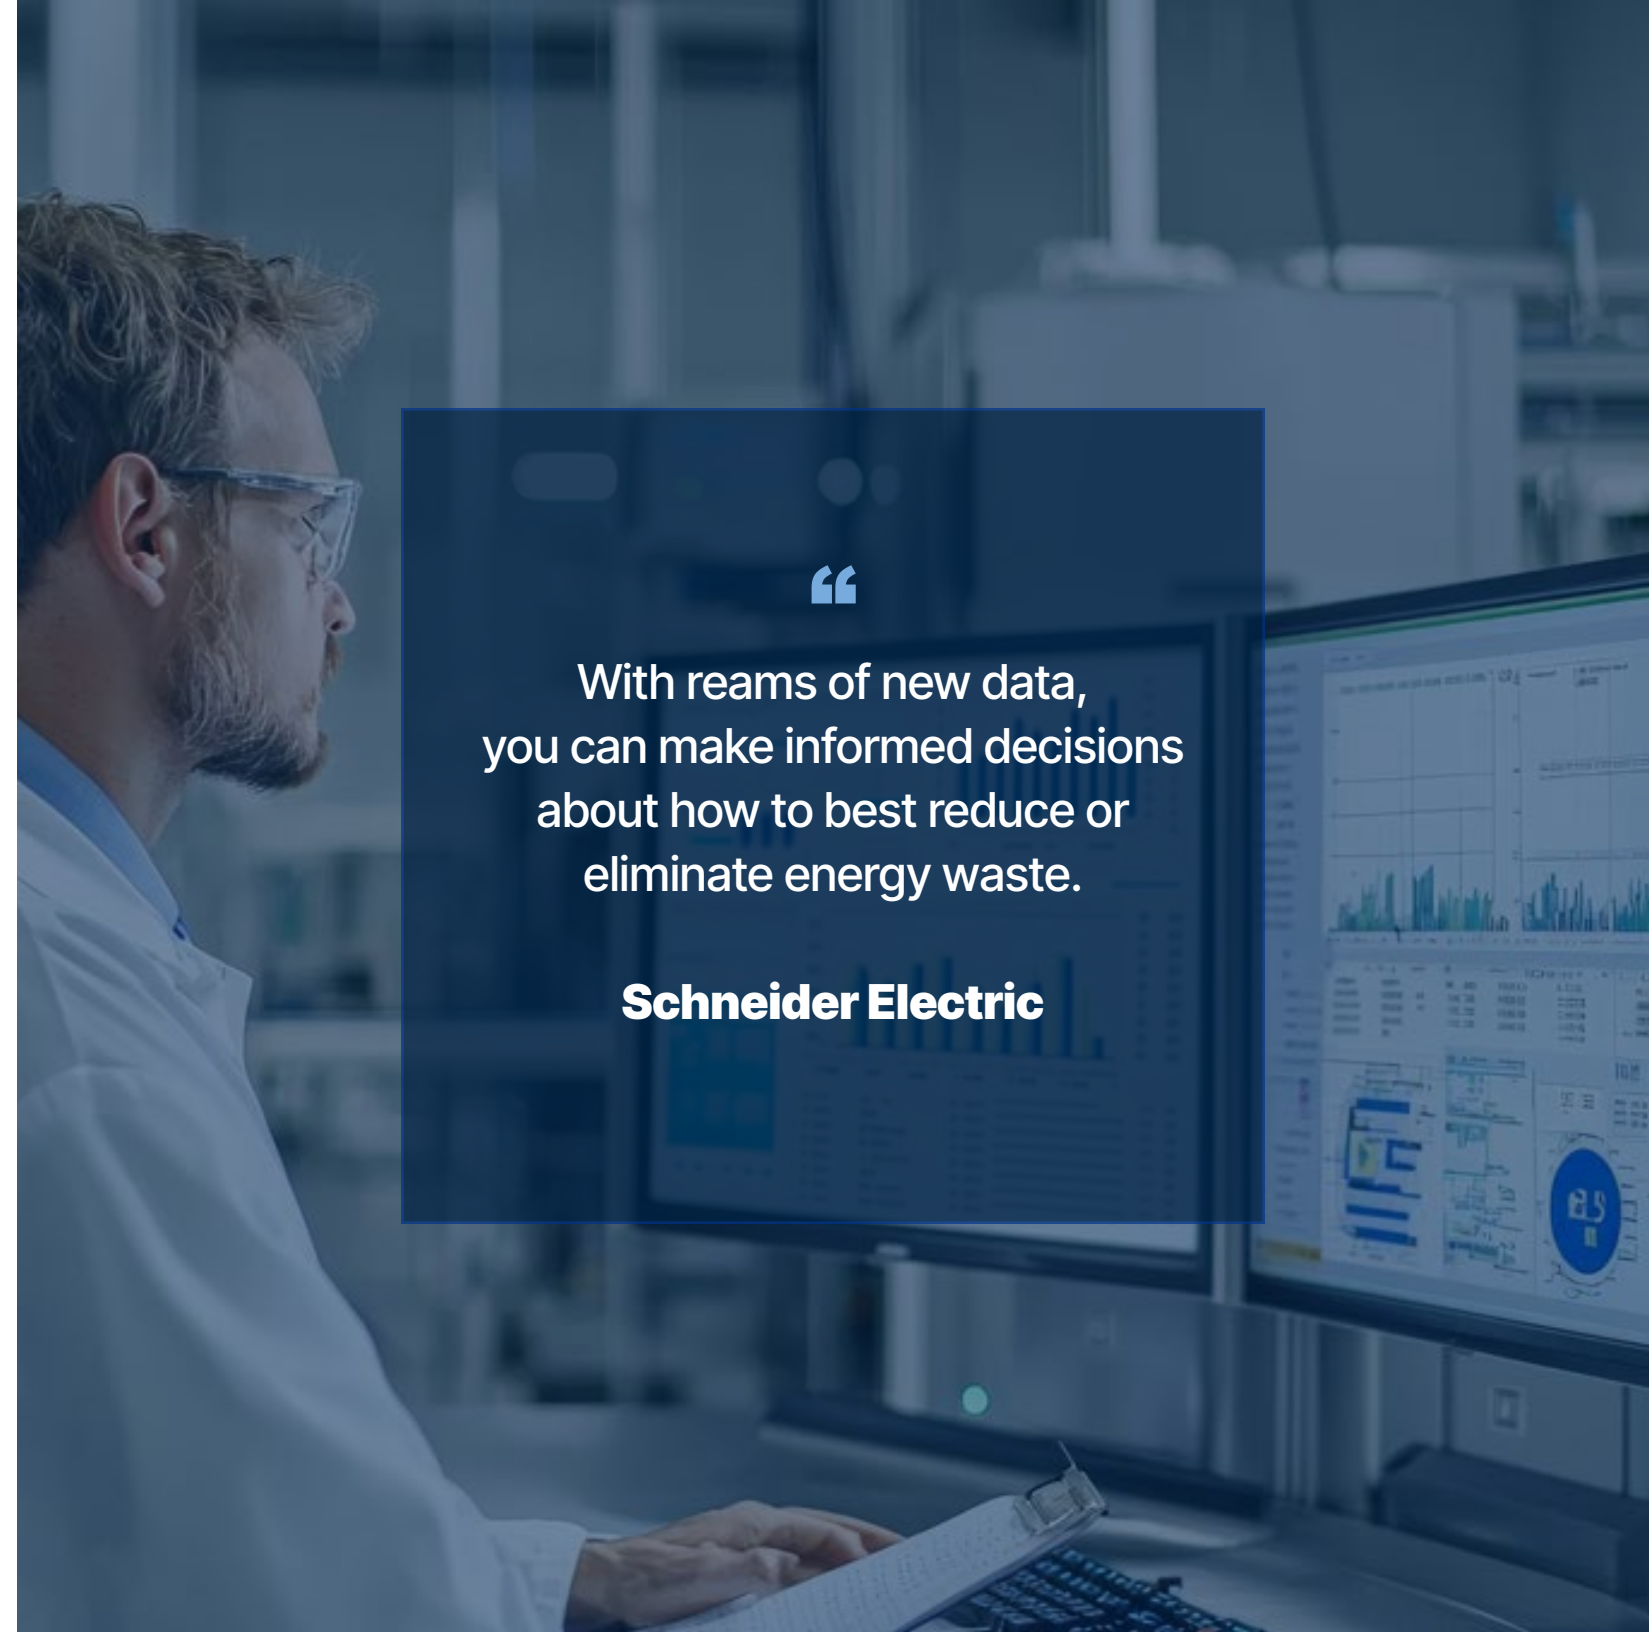 “
With reams of new data,
you can make informed decisions
about how to best reduce or
eliminate energy waste.
Schneider Electric